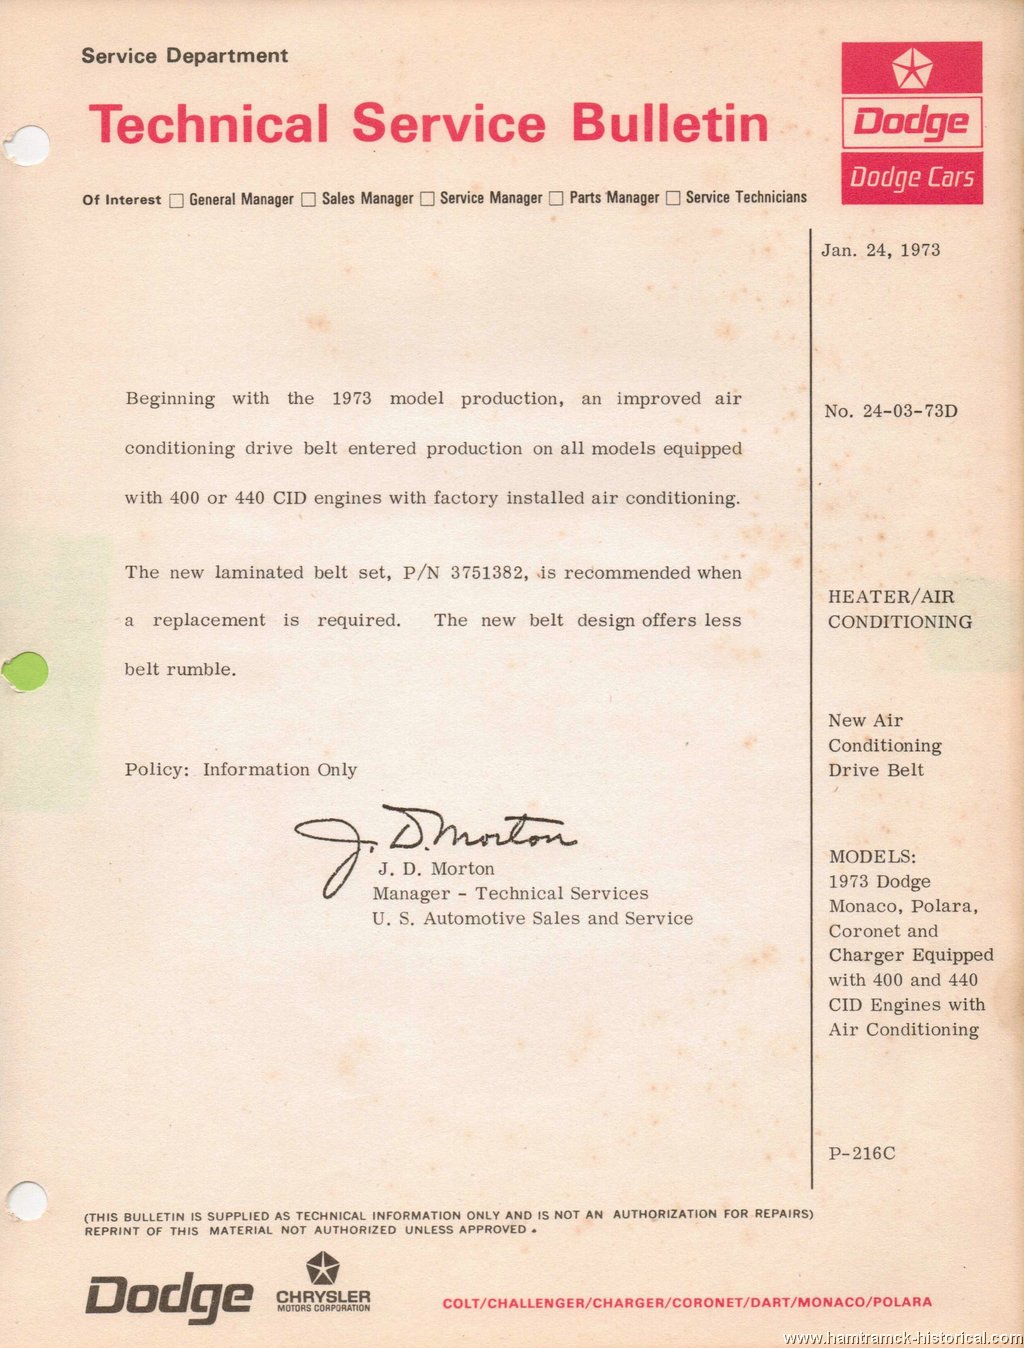 Service Department
Technical Service Bulletin
Dodge
Dodge Cars
Of Interest □ General Manager □ Sales Manager □ Service Manager □ Parts Manager □ Service Technicians
Jan. 24, 1973
Beginning with the 1973 model production, an improved air
conditioning drive belt entered production on all models equipped
with 400 or 440 CID engines with factory installed air conditioning.
The new laminated belt set, P/N 3751382, is recommended when
a replacement is required. The new belt design offers less
belt rumble.
Policy: Information Only
J. D. Morton
J. D. Morton
Manager - Technical Services
U. S. Automotive Sales and Service
No. 24-03-73D
HEATER/AIR
CONDITIONING
New Air
Conditioning
Drive Belt
MODELS:
1973 Dodge
Monaco, Polara,
Coronet and
Charger Equipped
with 400 and 440
CID Engines with
Air Conditioning
P-216C
(THIS BULLETIN IS SUPPLIED AS TECHNICAL INFORMATION ONLY AND IS NOT AN AUTHORIZATION FOR REPAIRS)
REPRINT OF THIS MATERIAL NOT AUTHORIZED UNLESS APPROVED.
Dodge
CHRYSLER
MOTORS CORPORATION
COLT/CHALLENGER/CHARGER/CORONET/DART/MONACO/POLARA
www.hamtramck-historical.com